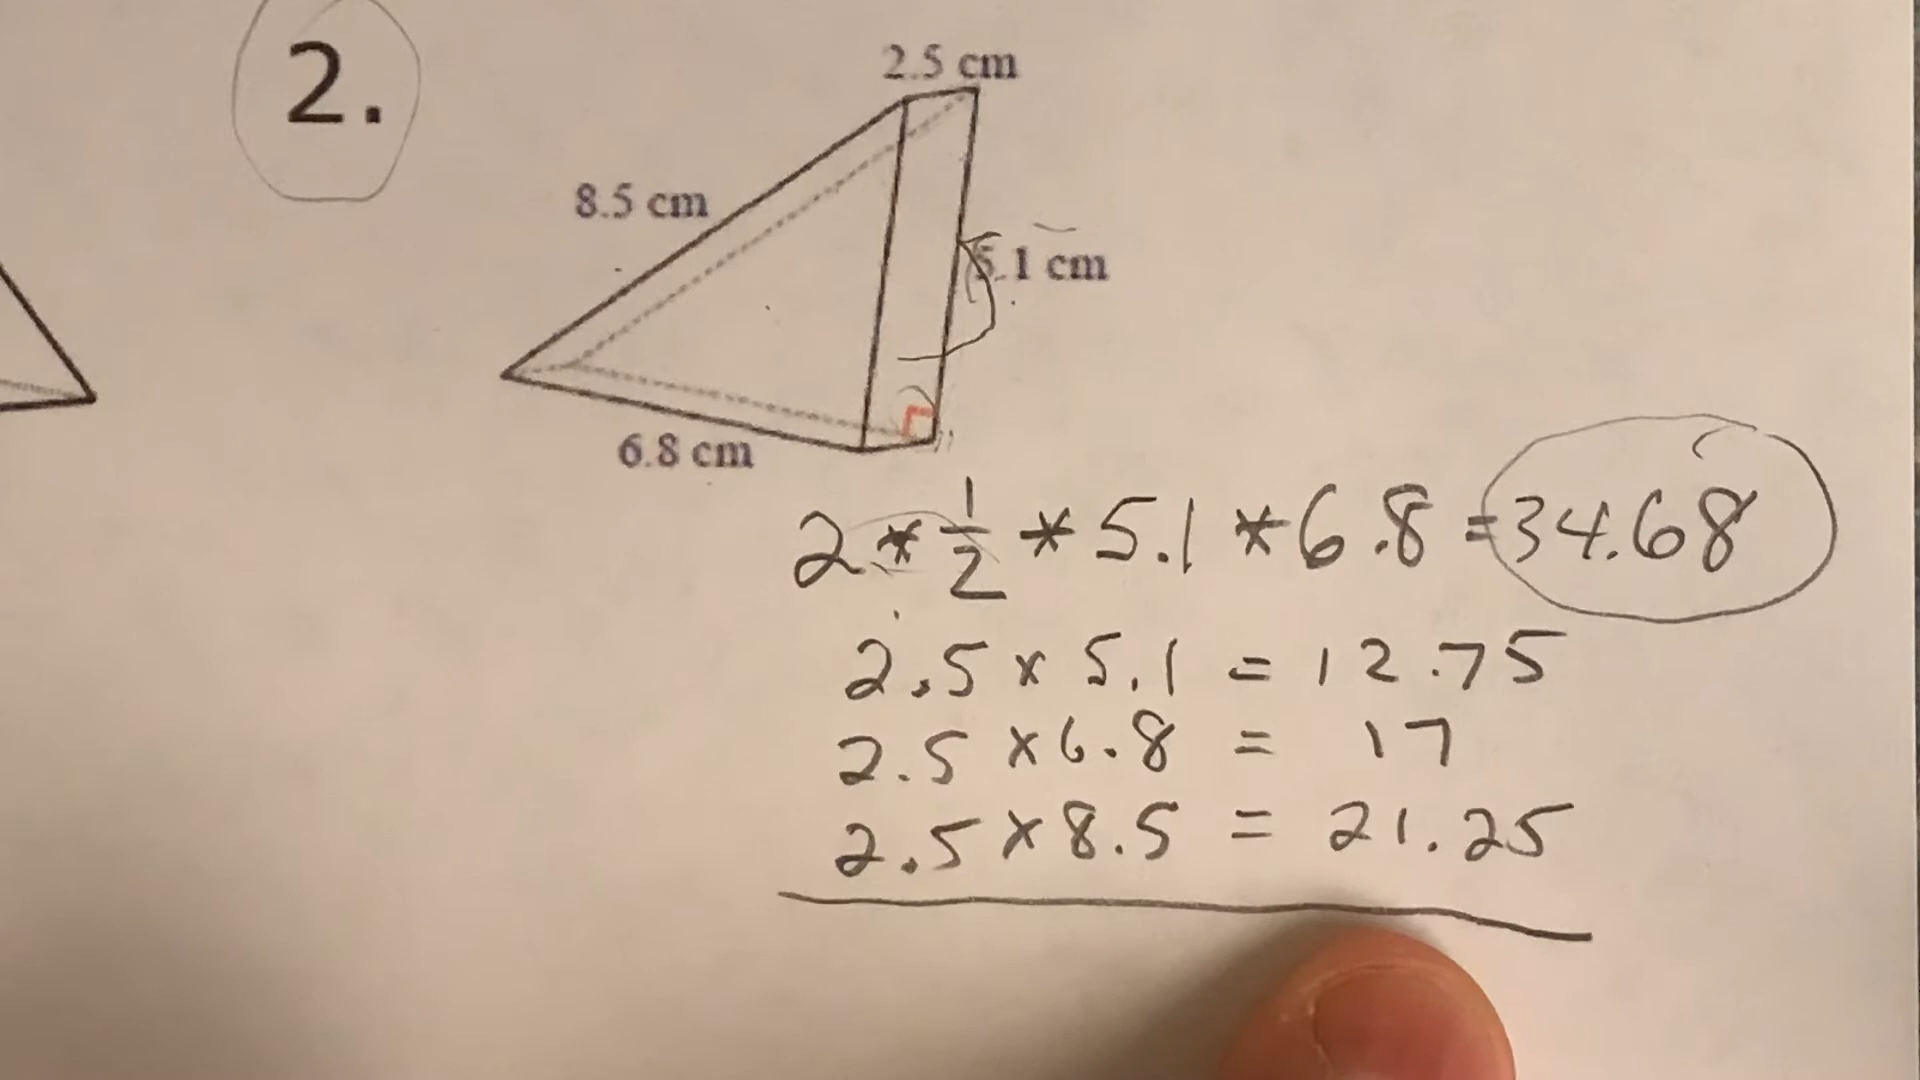 2.
2.5 cm
8.5 cm
5.1 cm
6.8 cm
2 * 1/2 * 5.1 * 6.8 = 34.68
2.5 x 5.1 = 12.75
2.5 x 6.8 = 17
2.5 x 8.5 = 21.25